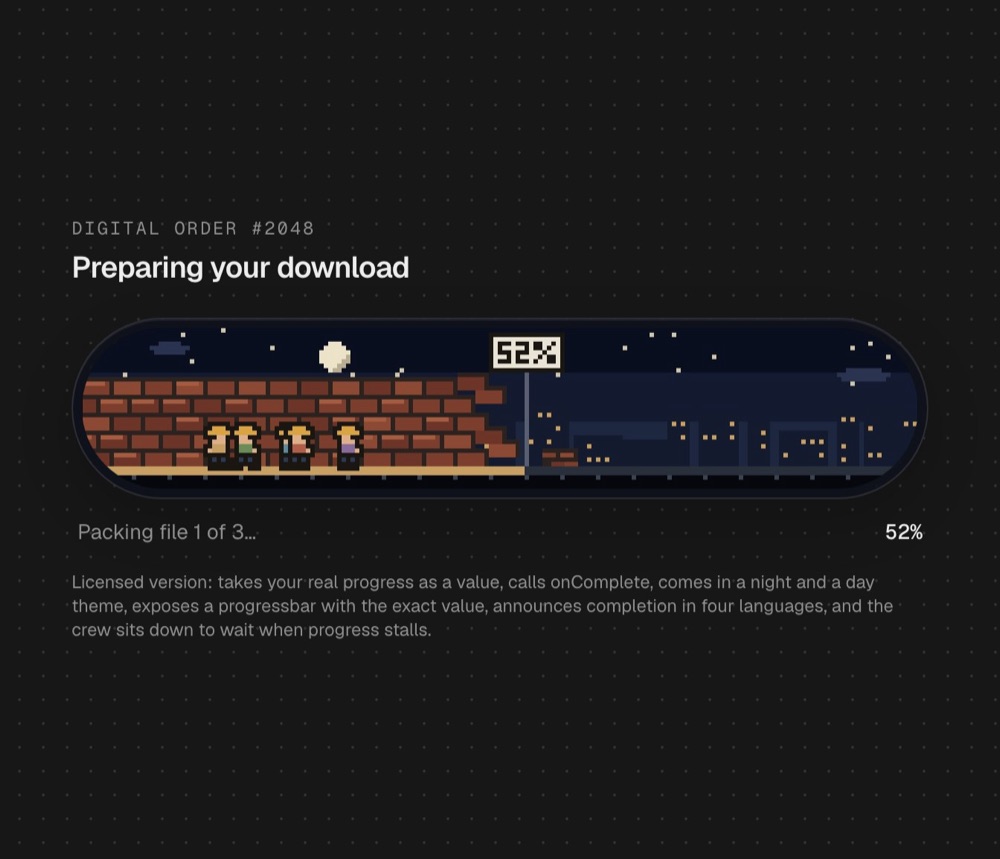 DIGITAL ORDER #2048
Preparing your download
52%
Packing file 1 of 3…
52%
Licensed version: takes your real progress as a value, calls onComplete, comes in a night and a day
theme, exposes a progressbar with the exact value, announces completion in four languages, and the
crew sits down to wait when progress stalls.